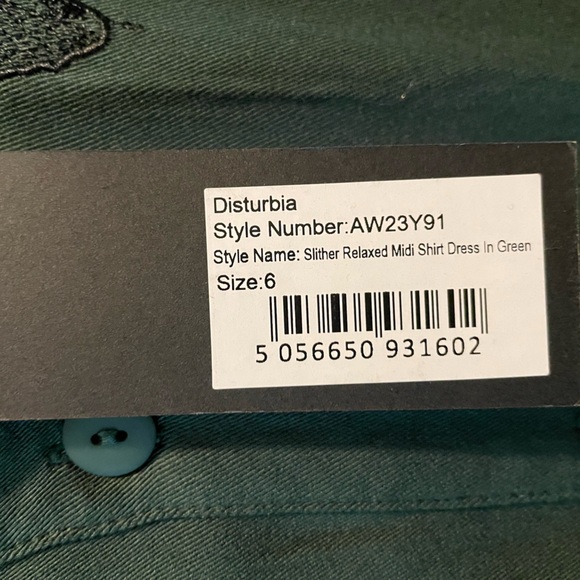 Disturbia
Style Number:AW23Y91
Style Name: Slither Relaxed Midi Shirt Dress In Green
Size:6
5 056650 931602